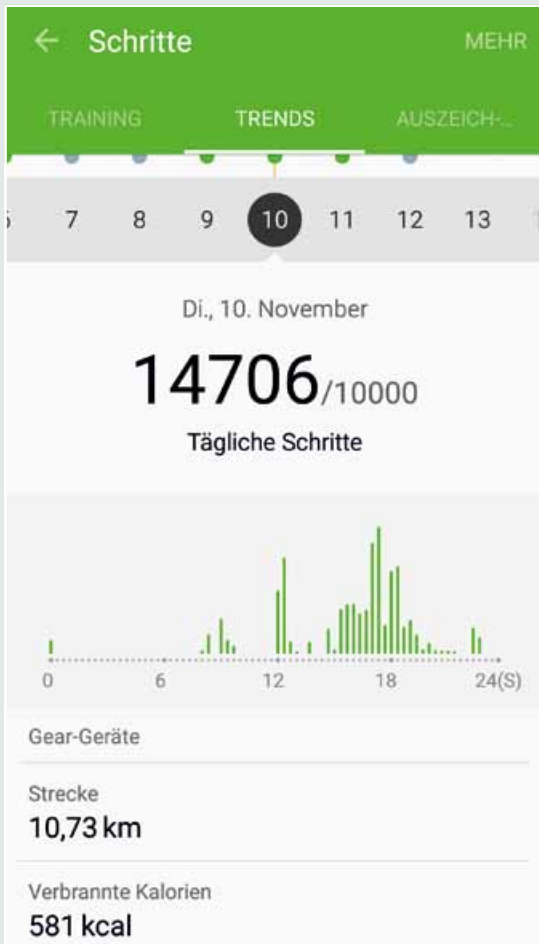 Schritte MEHR
TRAINING TRENDS AUSZEICH-...
7 8 9 10 11 12 13
Di., 10. November
14706/10000
Tägliche Schritte
0 6 12 18 24(S)
Gear-Geräte
Strecke
10,73 km
Verbrannte Kalorien
581 kcal